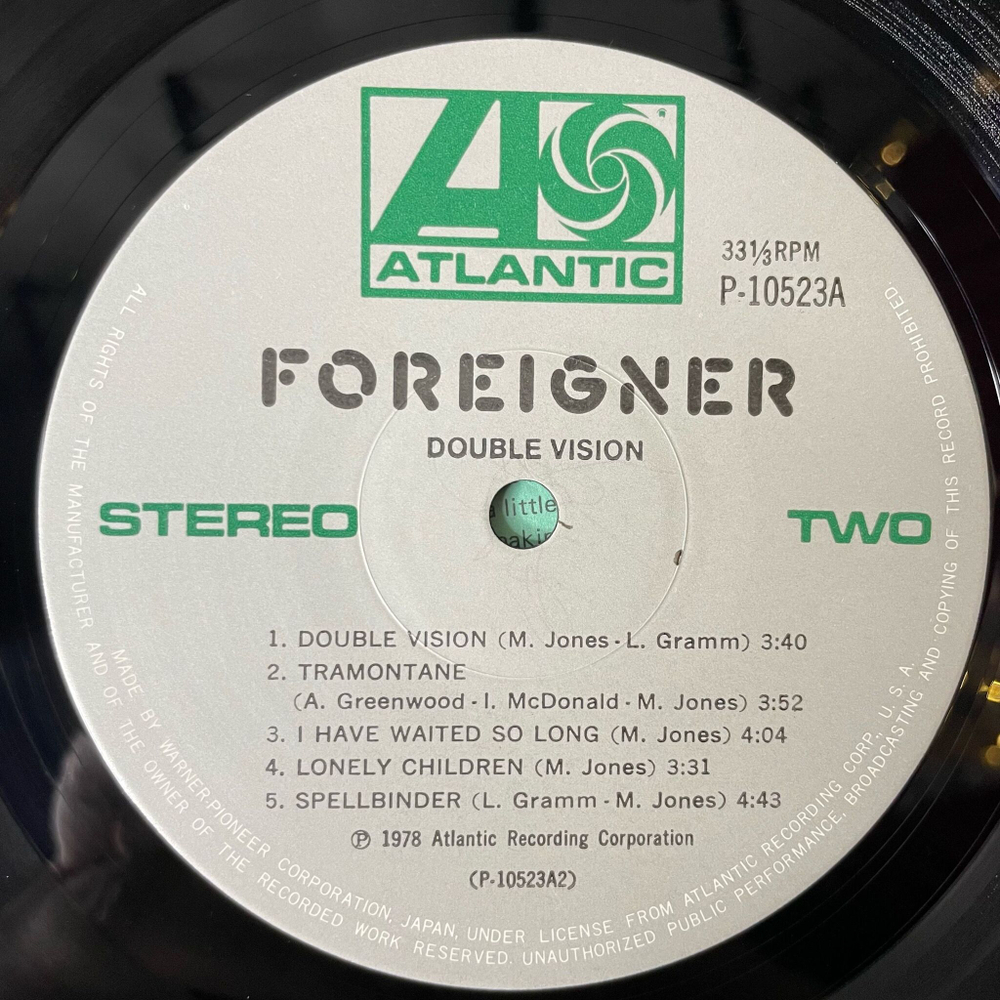 ATLANTIC
33⅓RPM
P-10523A
FOREIGNER
DOUBLE VISION
little
STEREO
TWO
1. DOUBLE VISION (M. Jones - L. Gramm) 3:40
2. TRAMONTANE
(A. Greenwood - I. McDonald - M. Jones) 3:52
3. I HAVE WAITED SO LONG (M. Jones) 4:04
4. LONELY CHILDREN (M. Jones) 3:31
5. SPELLBINDER (L. Gramm - M. Jones) 4:43
Ⓟ 1978 Atlantic Recording Corporation
(P-10523A2)
MADE BY WARNER-PIONEER CORPORATION, JAPAN, UNDER LICENSE FROM ATLANTIC RECORDING CORP., U. S. A.
ALL RIGHTS OF THE MANUFACTURER AND OF THE OWNER OF THE RECORDED WORK RESERVED. UNAUTHORIZED PUBLIC PERFORMANCE, BROADCASTING AND COPYING OF THIS RECORD PROHIBITED.